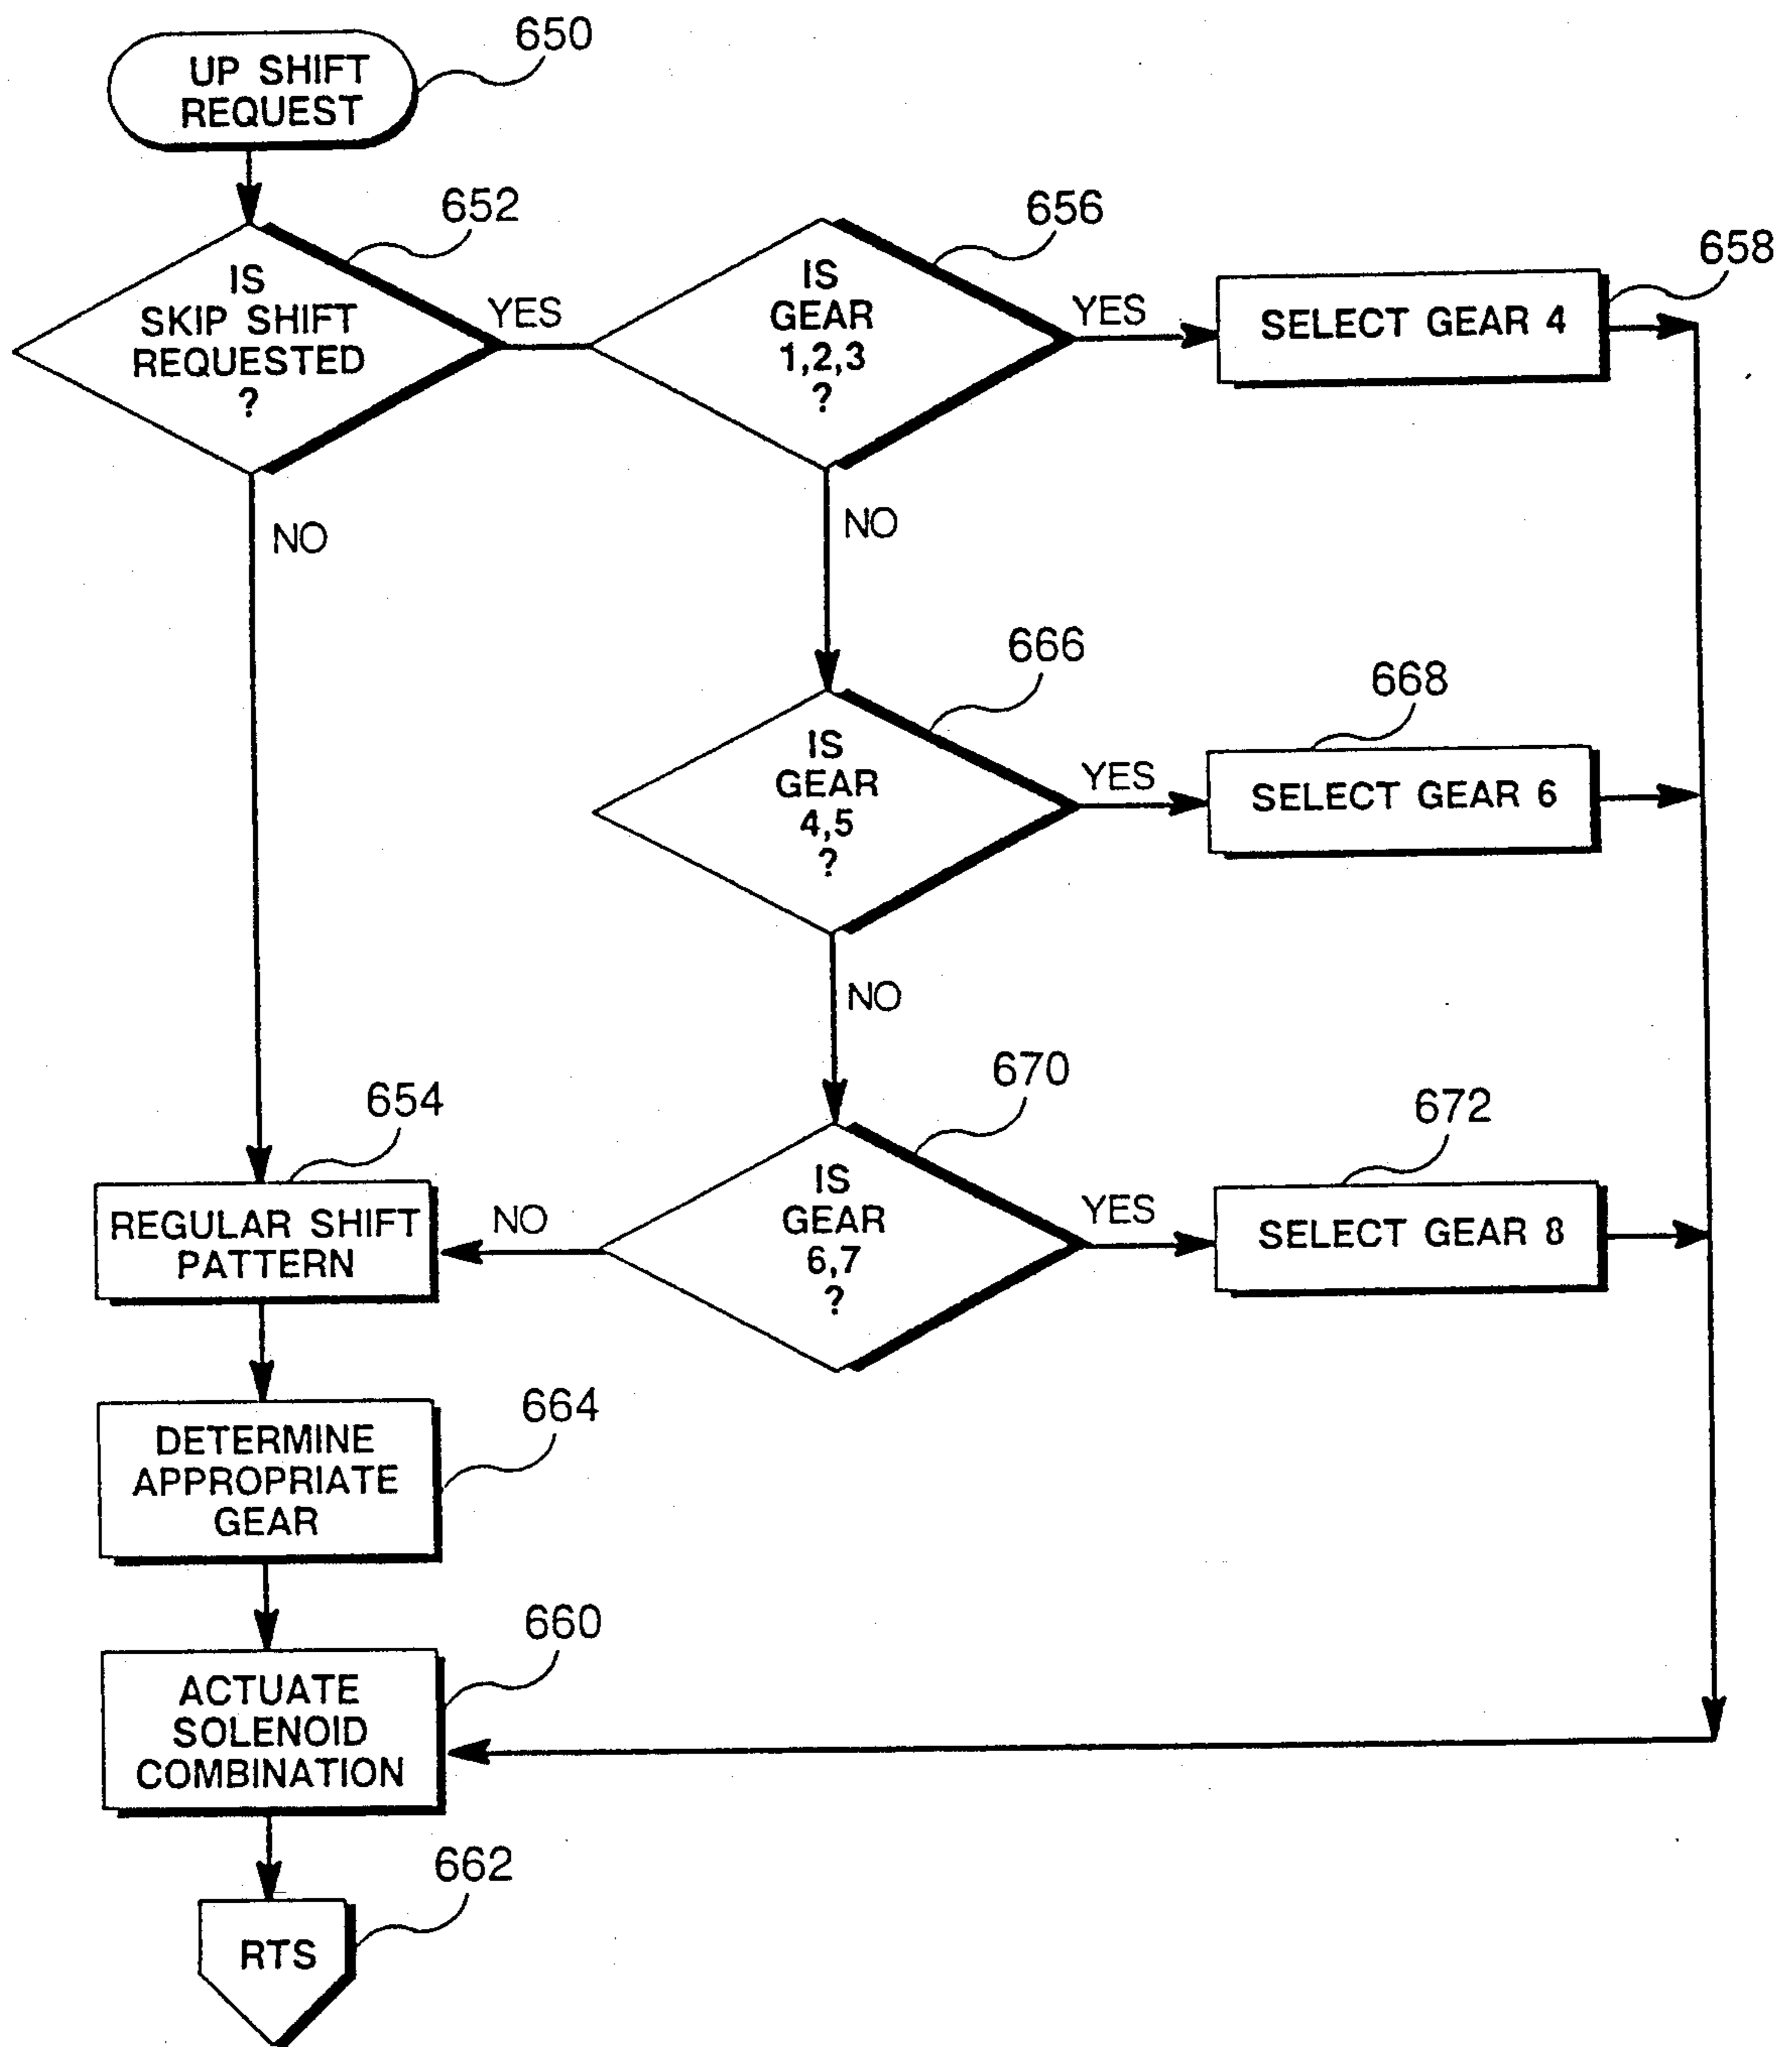 650
UP SHIFT
REQUEST
652
IS
SKIP SHIFT
REQUESTED
?
YES
NO
656
IS
GEAR
1,2,3
?
YES
NO
658
SELECT GEAR 4
666
IS
GEAR
4,5
?
YES
NO
668
SELECT GEAR 6
670
IS
GEAR
6,7
?
YES
NO
672
SELECT GEAR 8
654
REGULAR SHIFT
PATTERN
664
DETERMINE
APPROPRIATE
GEAR
660
ACTUATE
SOLENOID
COMBINATION
662
RTS